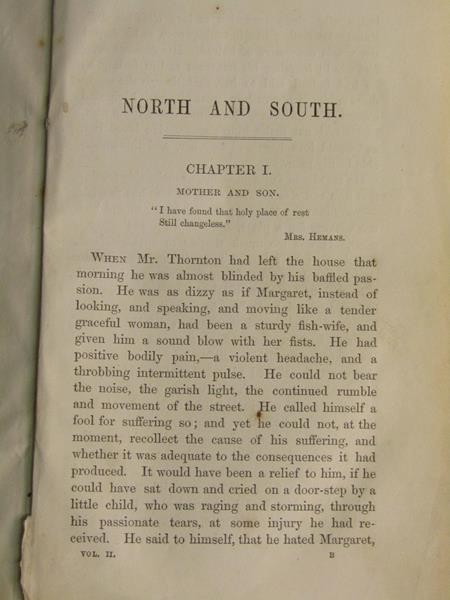 NORTH AND SOUTH.
CHAPTER I.
MOTHER AND SON.
"I have found that holy place of rest
Still changeless."
MRS. HEMANS.
WHEN Mr. Thornton had left the house that
morning he was almost blinded by his baffled pas-
sion. He was as dizzy as if Margaret, instead of
looking, and speaking, and moving like a tender
graceful woman, had been a sturdy fish-wife, and
given him a sound blow with her fists. He had
positive bodily pain,—a violent headache, and a
throbbing intermittent pulse. He could not bear
the noise, the garish light, the continued rumble
and movement of the street. He called himself a
fool for suffering so; and yet he could not, at the
moment, recollect the cause of his suffering, and
whether it was adequate to the consequences it had
produced. It would have been a relief to him, if he
could have sat down and cried on a door-step by a
little child, who was raging and storming, through
his passionate tears, at some injury he had re-
ceived. He said to himself, that he hated Margaret,
VOL. II. B